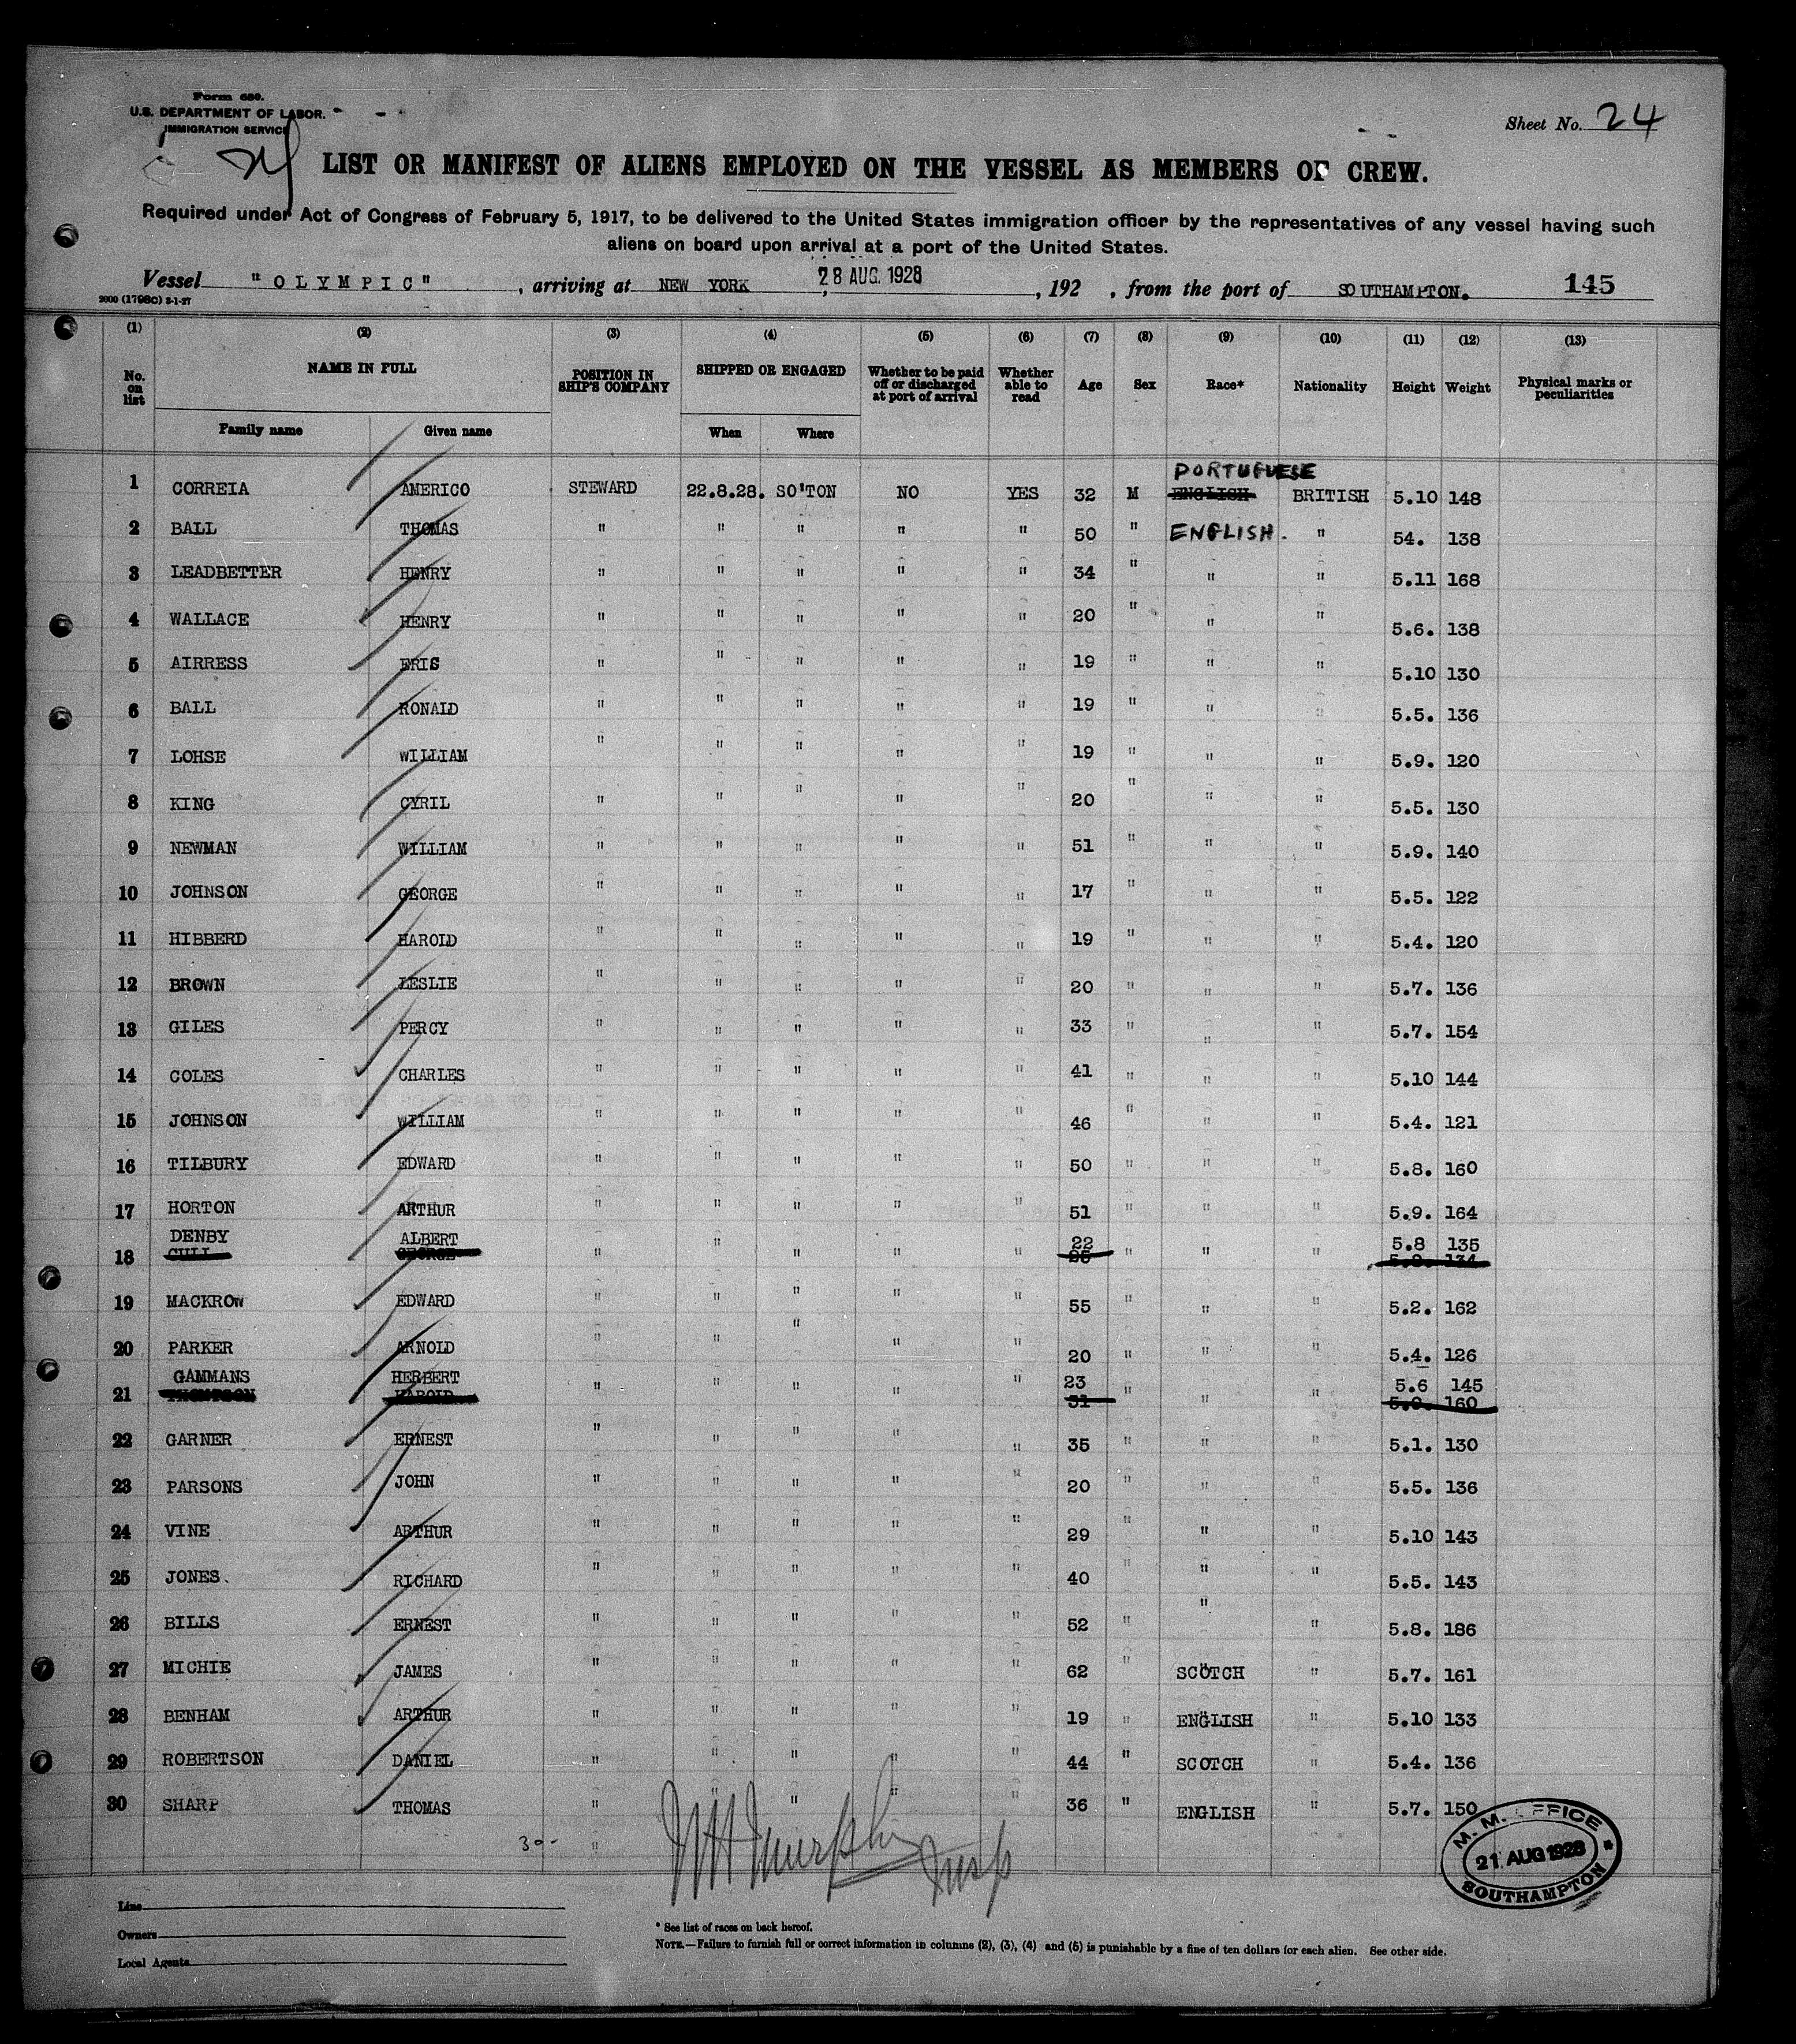 Form 680.
U.S. DEPARTMENT OF LABOR.
IMMIGRATION SERVICE
Sheet No. 24
LIST OR MANIFEST OF ALIENS EMPLOYED ON THE VESSEL AS MEMBERS OF CREW.
Required under Act of Congress of February 5, 1917, to be delivered to the United States immigration officer by the representatives of any vessel having such
aliens on board upon arrival at a port of the United States.
Vessel "OLYMPIC", arriving at NEW YORK 28 AUG. 1928, 192 , from the port of SOUTHAMPTON. 145
2000 (1798c) 3-1-27
(1) (2) (3) (4) (5) (6) (7) (8) (9) (10) (11) (12) (13)
No. on list NAME IN FULL POSITION IN SHIP'S COMPANY SHIPPED OR ENGAGED Whether to be paid off or discharged at port of arrival Whether able to read Age Sex Race* Nationality Height Weight Physical marks or peculiarities
Family name Given name When Where
PORTUGUESE
1 CORREIA AMERICO STEWARD 22.8.28. SO'TON NO YES 32 M ENGLISH BRITISH 5.10 148
2 BALL THOMAS " " " " " 50 " ENGLISH. " 54. 138
3 LEADBETTER HENRY " " " " " 34 " " " 5.11 168
4 WALLACE HENRY " " " " " 20 " " " 5.6. 138
5 AIRRESS ERIC " " " " " 19 " " " 5.10 130
6 BALL RONALD " " " " " 19 " " " 5.5. 136
7 LOHSE WILLIAM " " " " " 19 " " " 5.9. 120
8 KING CYRIL " " " " " 20 " " " 5.5. 130
9 NEWMAN WILLIAM " " " " " 51 " " " 5.9. 140
10 JOHNSON GEORGE " " " " " 17 " " " 5.5. 122
11 HIBBERD HAROLD " " " " " 19 " " " 5.4. 120
12 BROWN LESLIE " " " " " 20 " " " 5.7. 136
13 GILES PERCY " " " " " 33 " " " 5.7. 154
14 COLES CHARLES " " " " " 41 " " " 5.10 144
15 JOHNSON WILLIAM " " " " " 46 " " " 5.4. 121
16 TILBURY EDWARD " " " " " 50 " " " 5.8. 160
17 HORTON ARTHUR " " " " " 51 " " " 5.9. 164
DENBY ALBERT 22 5.8 135
18 CULL GEORGE " " " " " " " " 134
19 MACKROW EDWARD " " " " " 55 " " " 5.2. 162
20 PARKER ARNOLD " " " " " 20 " " " 5.4. 126
GAMMANS HERBERT 23 5.6 145
21 THOMPSON HAROLD " " " " " 31 " " " 160
22 GARNER ERNEST " " " " " 35 " " " 5.1. 130
23 PARSONS JOHN " " " " " 20 " " " 5.5. 136
24 VINE ARTHUR " " " " " 29 " " " 5.10 143
25 JONES. RICHARD " " " " " 40 " " " 5.5. 143
26 BILLS ERNEST " " " " " 52 " " " 5.8. 186
27 MICHIE JAMES " " " " " 62 " SCOTCH " 5.7. 161
28 BENHAM ARTHUR " " " " " 19 " ENGLISH " 5.10 133
29 ROBERTSON DANIEL " " " " " 44 " SCOTCH " 5.4. 136
30 SHARP THOMAS " " " " " 36 " ENGLISH " 5.7. 150
30- "
Murphy Insp
M. M. OFFICE
21 AUG 1928
SOUTHAMPTON
Line
Owners
Local Agents
* See list of races on back hereof.
NOTE.—Failure to furnish full or correct information in columns (2), (3), (4) and (5) is punishable by a fine of ten dollars for each alien. See other side.